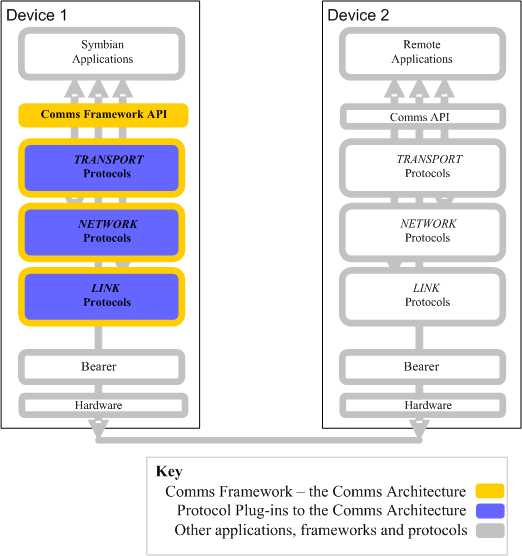 Device 1
Symbian
Applications
Comms Framework API
TRANSPORT
Protocols
NETWORK
Protocols
LINK
Protocols
Bearer
Hardware
Device 2
Remote
Applications
Comms API
TRANSPORT
Protocols
NETWORK
Protocols
LINK
Protocols
Bearer
Hardware
Key
Comms Framework – the Comms Architecture
Protocol Plug-ins to the Comms Architecture
Other applications, frameworks and protocols